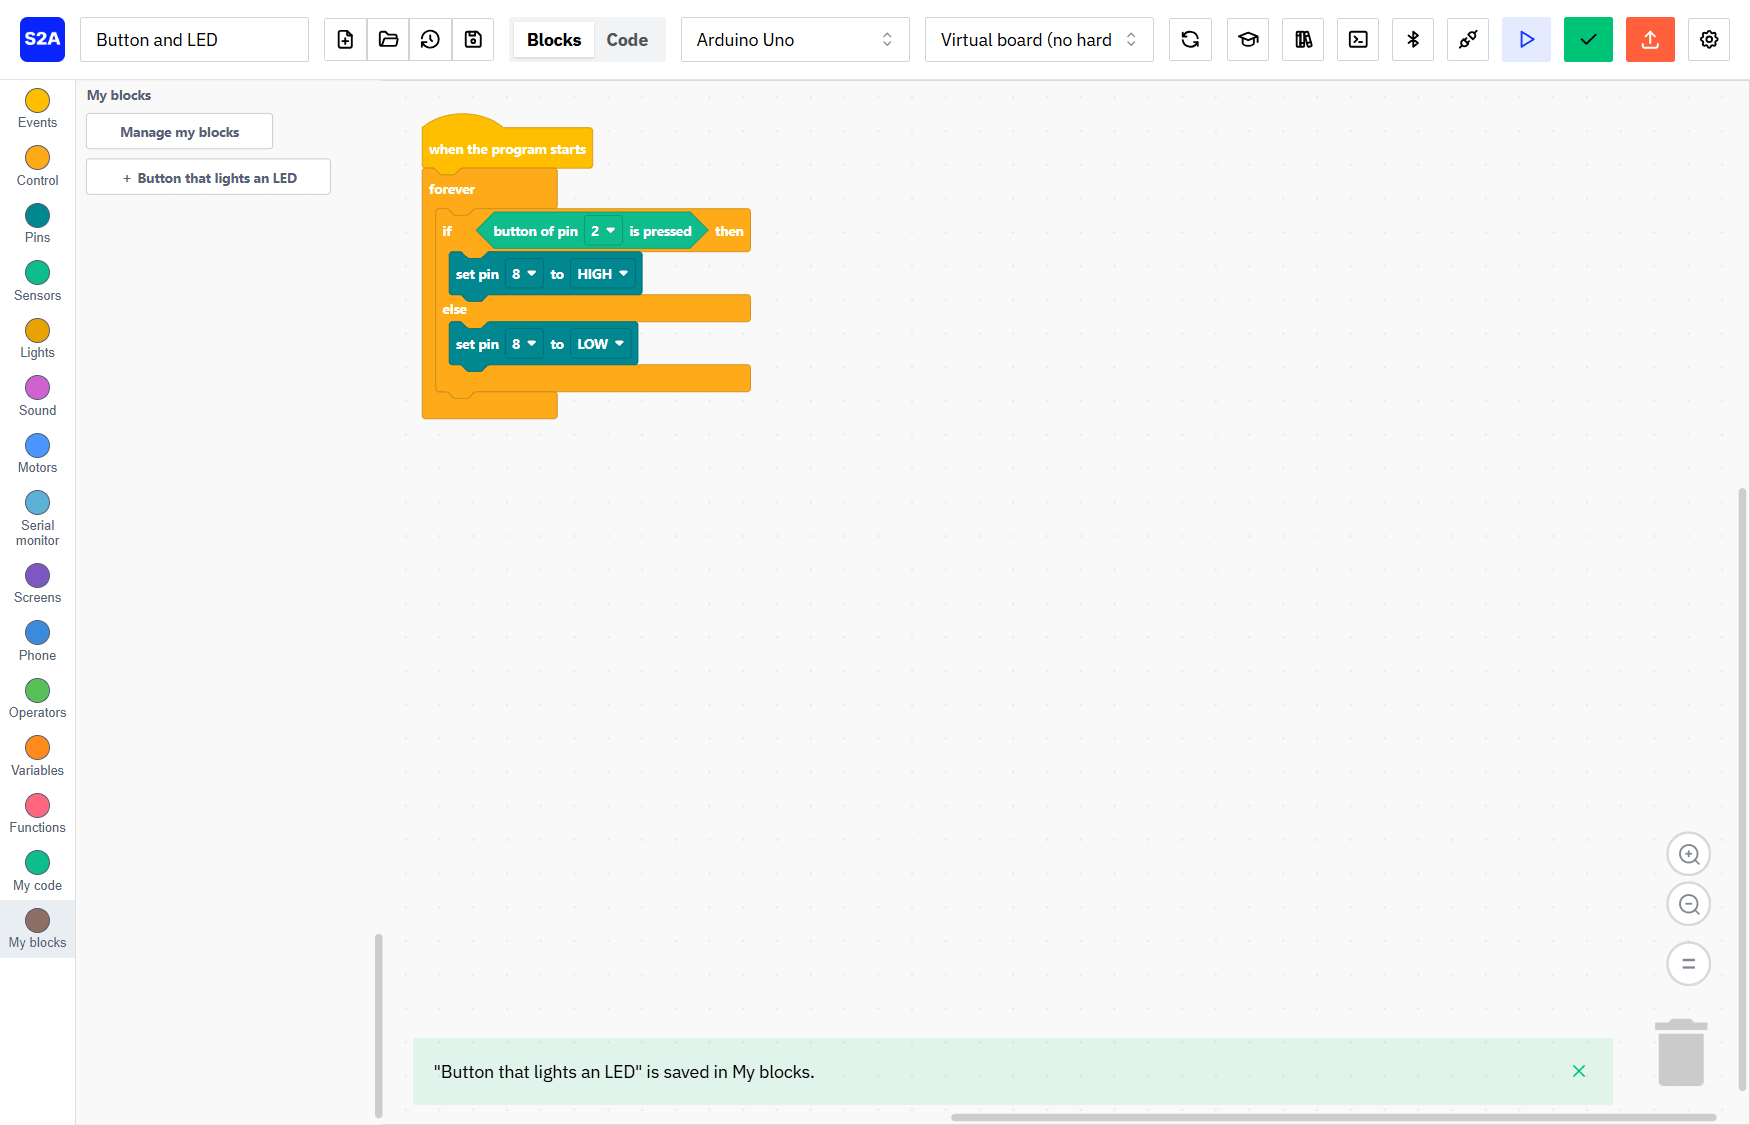 S2A
Button and LED
Blocks
Code
Arduino Uno
Virtual board (no hard
Events
Control
Pins
Sensors
Lights
Sound
Motors
Serial
monitor
Screens
Phone
Operators
Variables
Functions
My code
My blocks
My blocks
Manage my blocks
+ Button that lights an LED
when the program starts
forever
if button of pin 2 is pressed then
set pin 8 to HIGH
else
set pin 8 to LOW
"Button that lights an LED" is saved in My blocks.